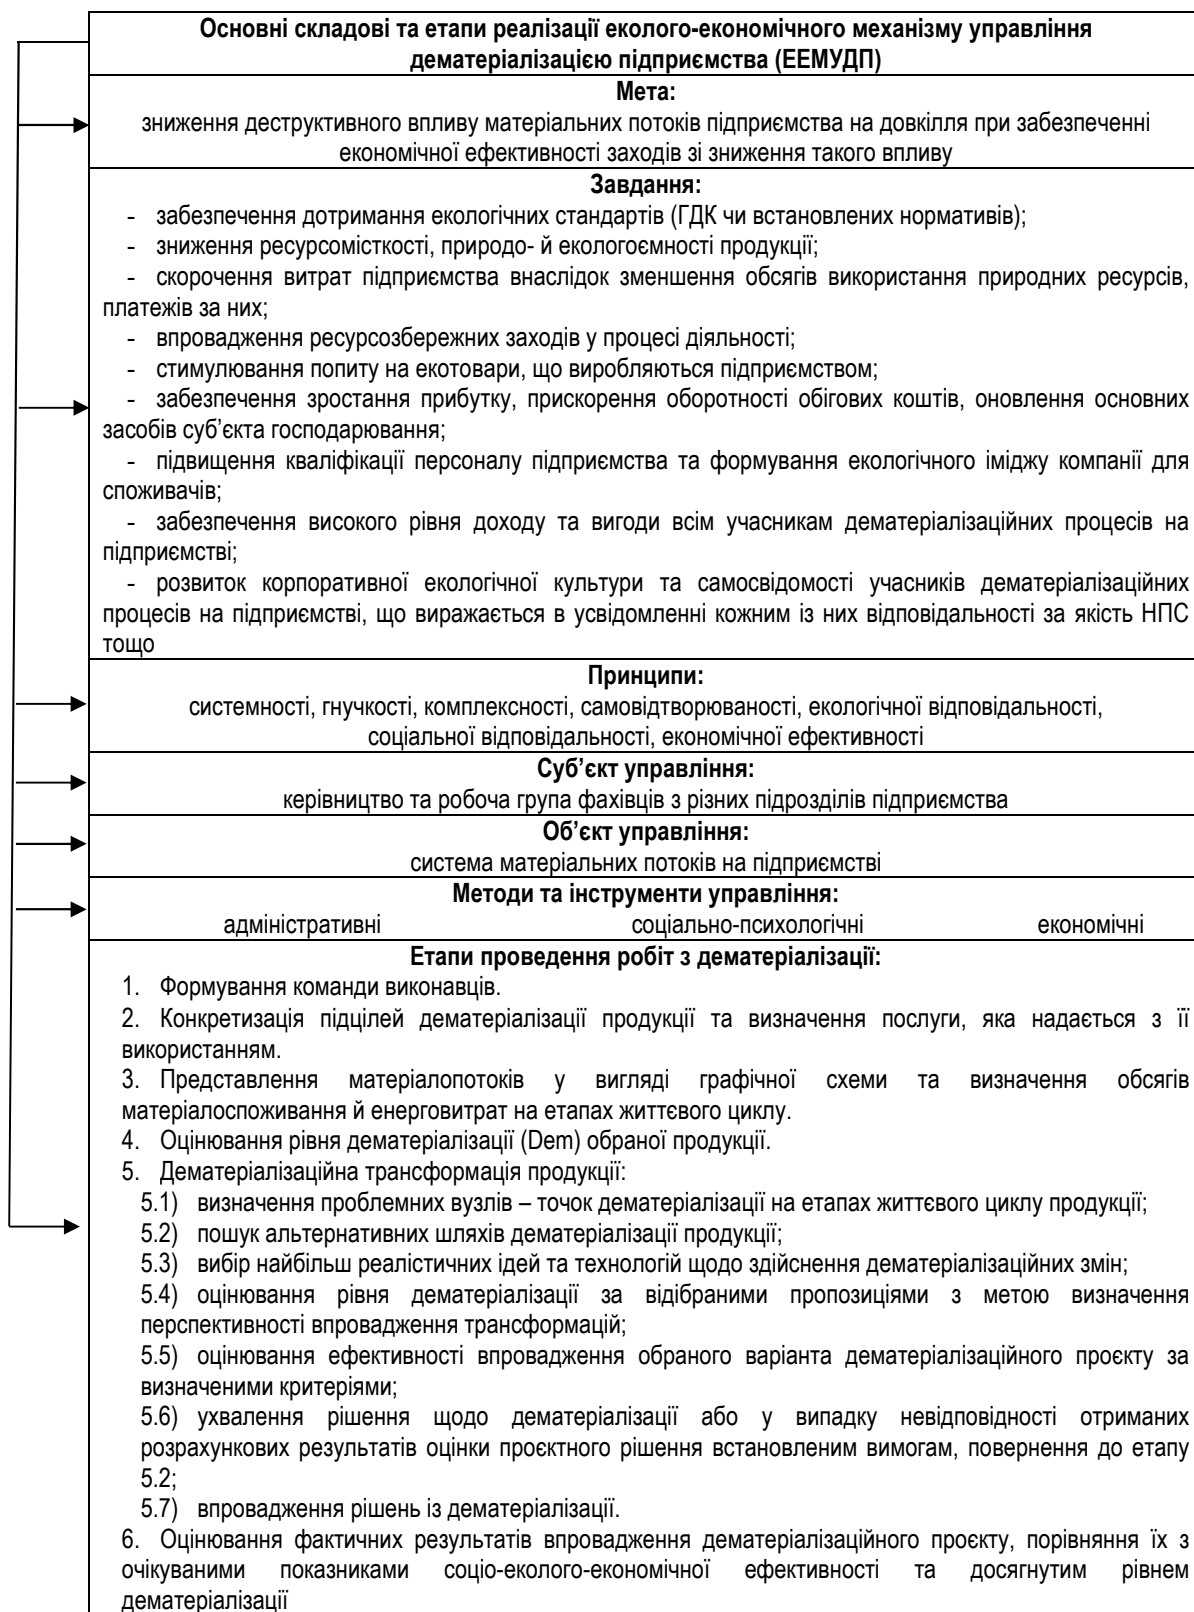 Основні складові та етапи реалізації еколого-економічного механізму управління
дематеріалізацією підприємства (ЕЕМУДП)
Мета:
зниження деструктивного впливу матеріальних потоків підприємства на довкілля при забезпеченні
економічної ефективності заходів зі зниження такого впливу
Завдання:
- забезпечення дотримання екологічних стандартів (ГДК чи встановлених нормативів);
- зниження ресурсомісткості, природо- й екологоємності продукції;
- скорочення витрат підприємства внаслідок зменшення обсягів використання природних ресурсів,
платежів за них;
- впровадження ресурсозбережних заходів у процесі діяльності;
- стимулювання попиту на екотовари, що виробляються підприємством;
- забезпечення зростання прибутку, прискорення оборотності обігових коштів, оновлення основних
засобів суб’єкта господарювання;
- підвищення кваліфікації персоналу підприємства та формування екологічного іміджу компанії для
споживачів;
- забезпечення високого рівня доходу та вигоди всім учасникам дематеріалізаційних процесів на
підприємстві;
- розвиток корпоративної екологічної культури та самосвідомості учасників дематеріалізаційних
процесів на підприємстві, що виражається в усвідомленні кожним із них відповідальності за якість НПС
тощо
Принципи:
системності, гнучкості, комплексності, самовідтворюваності, екологічної відповідальності,
соціальної відповідальності, економічної ефективності
Суб’єкт управління:
керівництво та робоча група фахівців з різних підрозділів підприємства
Об’єкт управління:
система матеріальних потоків на підприємстві
Методи та інструменти управління:
адміністративні соціально-психологічні економічні
Етапи проведення робіт з дематеріалізації:
1. Формування команди виконавців.
2. Конкретизація підцілей дематеріалізації продукції та визначення послуги, яка надається з її
використанням.
3. Представлення матеріалопотоків у вигляді графічної схеми та визначення обсягів
матеріалоспоживання й енерговитрат на етапах життєвого циклу.
4. Оцінювання рівня дематеріалізації (Dem) обраної продукції.
5. Дематеріалізаційна трансформація продукції:
5.1) визначення проблемних вузлів – точок дематеріалізації на етапах життєвого циклу продукції;
5.2) пошук альтернативних шляхів дематеріалізації продукції;
5.3) вибір найбільш реалістичних ідей та технологій щодо здійснення дематеріалізаційних змін;
5.4) оцінювання рівня дематеріалізації за відібраними пропозиціями з метою визначення
перспективності впровадження трансформацій;
5.5) оцінювання ефективності впровадження обраного варіанта дематеріалізаційного проєкту за
визначеними критеріями;
5.6) ухвалення рішення щодо дематеріалізації або у випадку невідповідності отриманих
розрахункових результатів оцінки проєктного рішення встановленим вимогам, повернення до етапу
5.2;
5.7) впровадження рішень із дематеріалізації.
6. Оцінювання фактичних результатів впровадження дематеріалізаційного проєкту, порівняння їх з
очікуваними показниками соціо-еколого-економічної ефективності та досягнутим рівнем
дематеріалізації